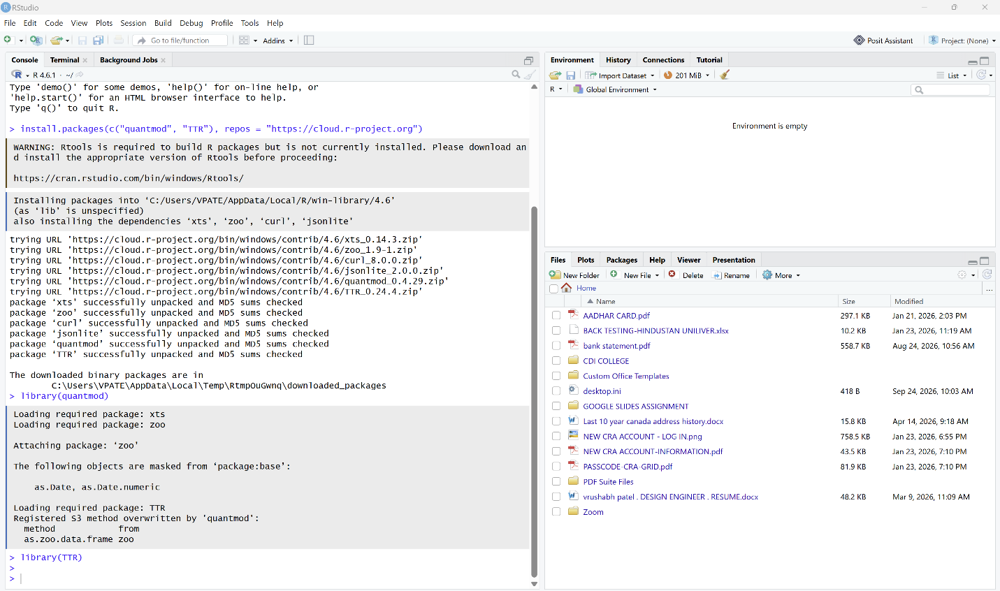 RStudio
File Edit Code View Plots Session Build Debug Profile Tools Help
Go to file/function Addins Posit Assistant Project: (None)
Console Terminal Background Jobs
R 4.6.1 · ~/
Type 'demo()' for some demos, 'help()' for on-line help, or
'help.start()' for an HTML browser interface to help.
Type 'q()' to quit R.
> install.packages(c("quantmod", "TTR"), repos = "https://cloud.r-project.org")
WARNING: Rtools is required to build R packages but is not currently installed. Please download an
d install the appropriate version of Rtools before proceeding:
https://cran.rstudio.com/bin/windows/Rtools/
Installing packages into ‘C:/Users/VPATE/AppData/Local/R/win-library/4.6’
(as ‘lib’ is unspecified)
also installing the dependencies ‘xts’, ‘zoo’, ‘curl’, ‘jsonlite’
trying URL 'https://cloud.r-project.org/bin/windows/contrib/4.6/xts_0.14.3.zip'
trying URL 'https://cloud.r-project.org/bin/windows/contrib/4.6/zoo_1.9-1.zip'
trying URL 'https://cloud.r-project.org/bin/windows/contrib/4.6/curl_8.0.0.zip'
trying URL 'https://cloud.r-project.org/bin/windows/contrib/4.6/jsonlite_2.0.0.zip'
trying URL 'https://cloud.r-project.org/bin/windows/contrib/4.6/quantmod_0.4.29.zip'
trying URL 'https://cloud.r-project.org/bin/windows/contrib/4.6/TTR_0.24.4.zip'
package ‘xts’ successfully unpacked and MD5 sums checked
package ‘zoo’ successfully unpacked and MD5 sums checked
package ‘curl’ successfully unpacked and MD5 sums checked
package ‘jsonlite’ successfully unpacked and MD5 sums checked
package ‘quantmod’ successfully unpacked and MD5 sums checked
package ‘TTR’ successfully unpacked and MD5 sums checked
The downloaded binary packages are in
C:\Users\VPATE\AppData\Local\Temp\RtmpOuGwnq\downloaded_packages
> library(quantmod)
Loading required package: xts
Loading required package: zoo
Attaching package: ‘zoo’
The following objects are masked from ‘package:base’:
as.Date, as.Date.numeric
Loading required package: TTR
Registered S3 method overwritten by 'quantmod':
method from
as.zoo.data.frame zoo
> library(TTR)
>
>
Environment History Connections Tutorial
Import Dataset 201 MiB List
R Global Environment
Environment is empty
Files Plots Packages Help Viewer Presentation
New Folder New File Delete Rename More
Home ...
Name Size Modified
AADHAR CARD.pdf 297.1 KB Jan 21, 2026, 2:03 PM
BACK TESTING-HINDUSTAN UNILIVER.xlsx 10.2 KB Jan 23, 2026, 11:19 AM
bank statement.pdf 558.7 KB Aug 24, 2026, 10:56 AM
CDI COLLEGE
Custom Office Templates
desktop.ini 418 B Sep 24, 2026, 10:03 AM
GOOGLE SLIDES ASSIGNMENT
Last 10 year canada address history.docx 15.8 KB Apr 14, 2026, 9:18 AM
NEW CRA ACCOUNT - LOG IN.png 758.5 KB Jan 23, 2026, 6:55 PM
NEW CRA ACCOUNT-INFORMATION.pdf 43.5 KB Jan 23, 2026, 7:10 PM
PASSCODE-CRA-GRID.pdf 81.9 KB Jan 23, 2026, 7:10 PM
PDF Suite Files
vrushabh patel . DESIGN ENGINEER . RESUME.docx 48.2 KB Mar 9, 2026, 11:09 AM
Zoom